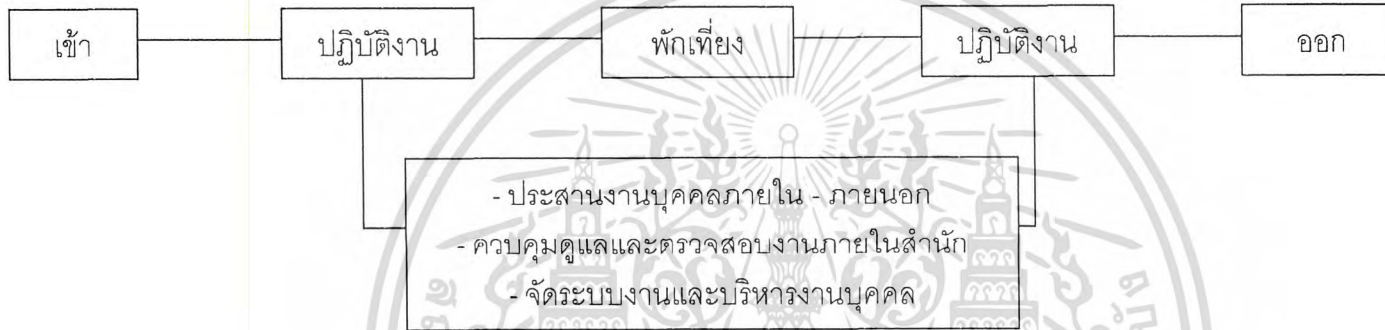 เข้า
ปฏิบัติงาน
พักเที่ยง
ปฏิบัติงาน
ออก
- ประสานงานบุคคลภายใน - ภายนอก
- ควบคุมดูแลและตรวจสอบงานภายในสำนัก
- จัดระบบงานและบริหารงานบุคคล